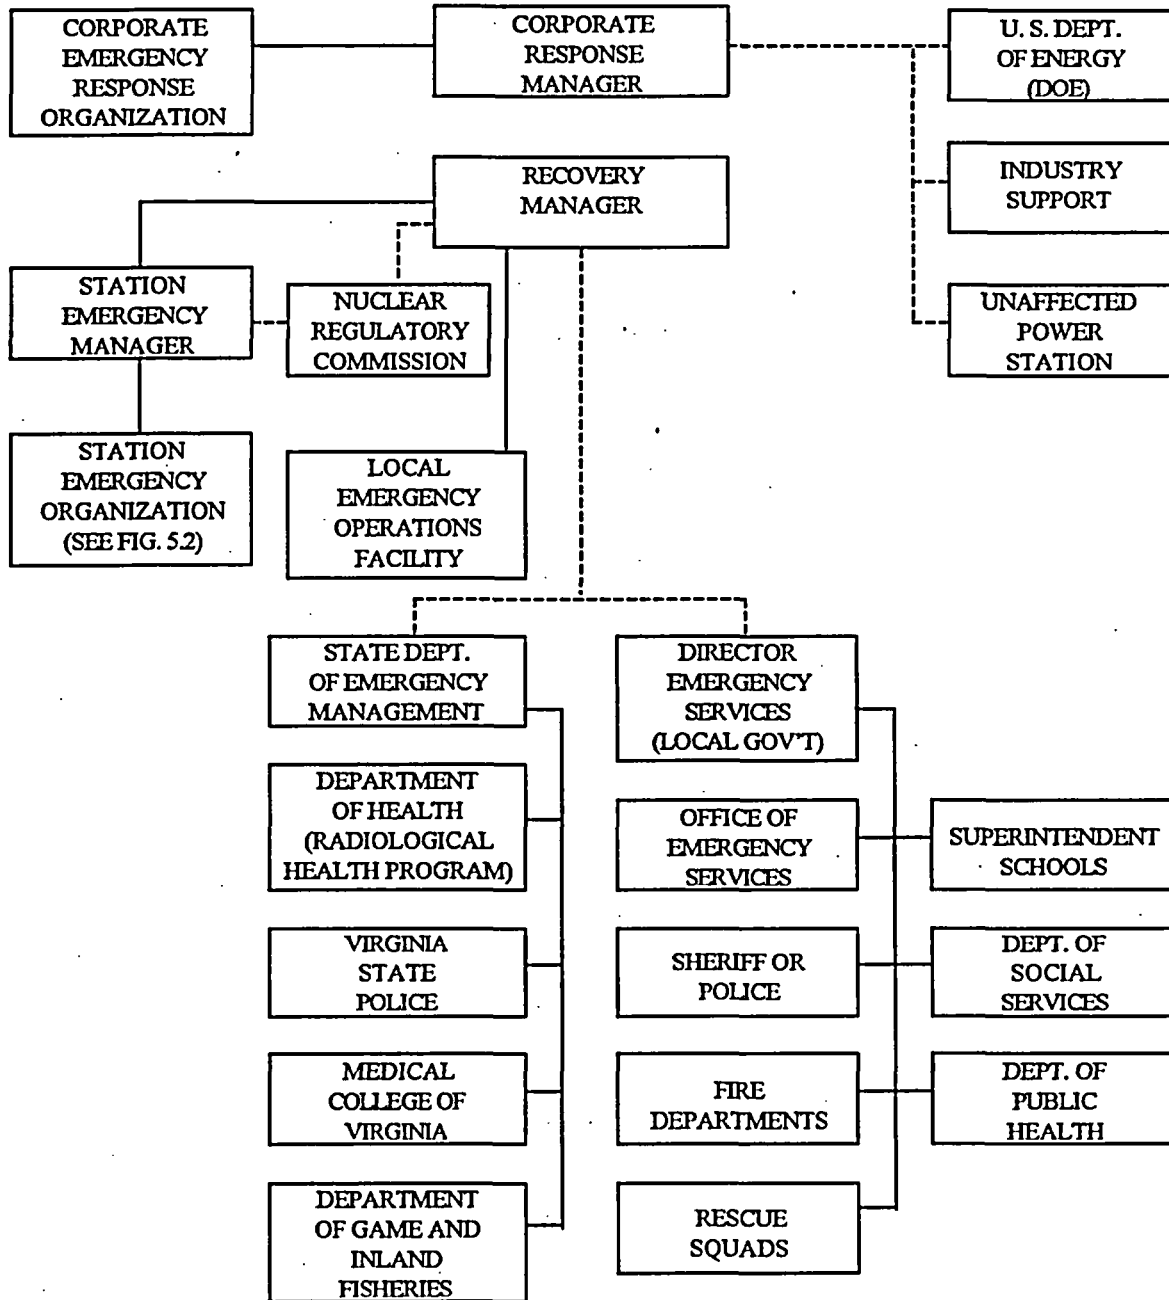 CORPORATE
EMERGENCY
RESPONSE
ORGANIZATION
CORPORATE
RESPONSE
MANAGER
U. S. DEPT.
OF ENERGY
(DOE)
RECOVERY
MANAGER
INDUSTRY
SUPPORT
STATION
EMERGENCY
MANAGER
NUCLEAR
REGULATORY
COMMISSION
UNAFFECTED
POWER
STATION
STATION
EMERGENCY
ORGANIZATION
(SEE FIG. 5.2)
LOCAL
EMERGENCY
OPERATIONS
FACILITY
STATE DEPT.
OF EMERGENCY
MANAGEMENT
DIRECTOR
EMERGENCY
SERVICES
(LOCAL GOV'T)
DEPARTMENT
OF HEALTH
(RADIOLOGICAL
HEALTH PROGRAM)
OFFICE OF
EMERGENCY
SERVICES
SUPERINTENDENT
SCHOOLS
VIRGINIA
STATE
POLICE
SHERIFF OR
POLICE
DEPT. OF
SOCIAL
SERVICES
MEDICAL
COLLEGE OF
VIRGINIA
FIRE
DEPARTMENTS
DEPT. OF
PUBLIC
HEALTH
DEPARTMENT
OF GAME AND
INLAND
FISHERIES
RESCUE
SQUADS